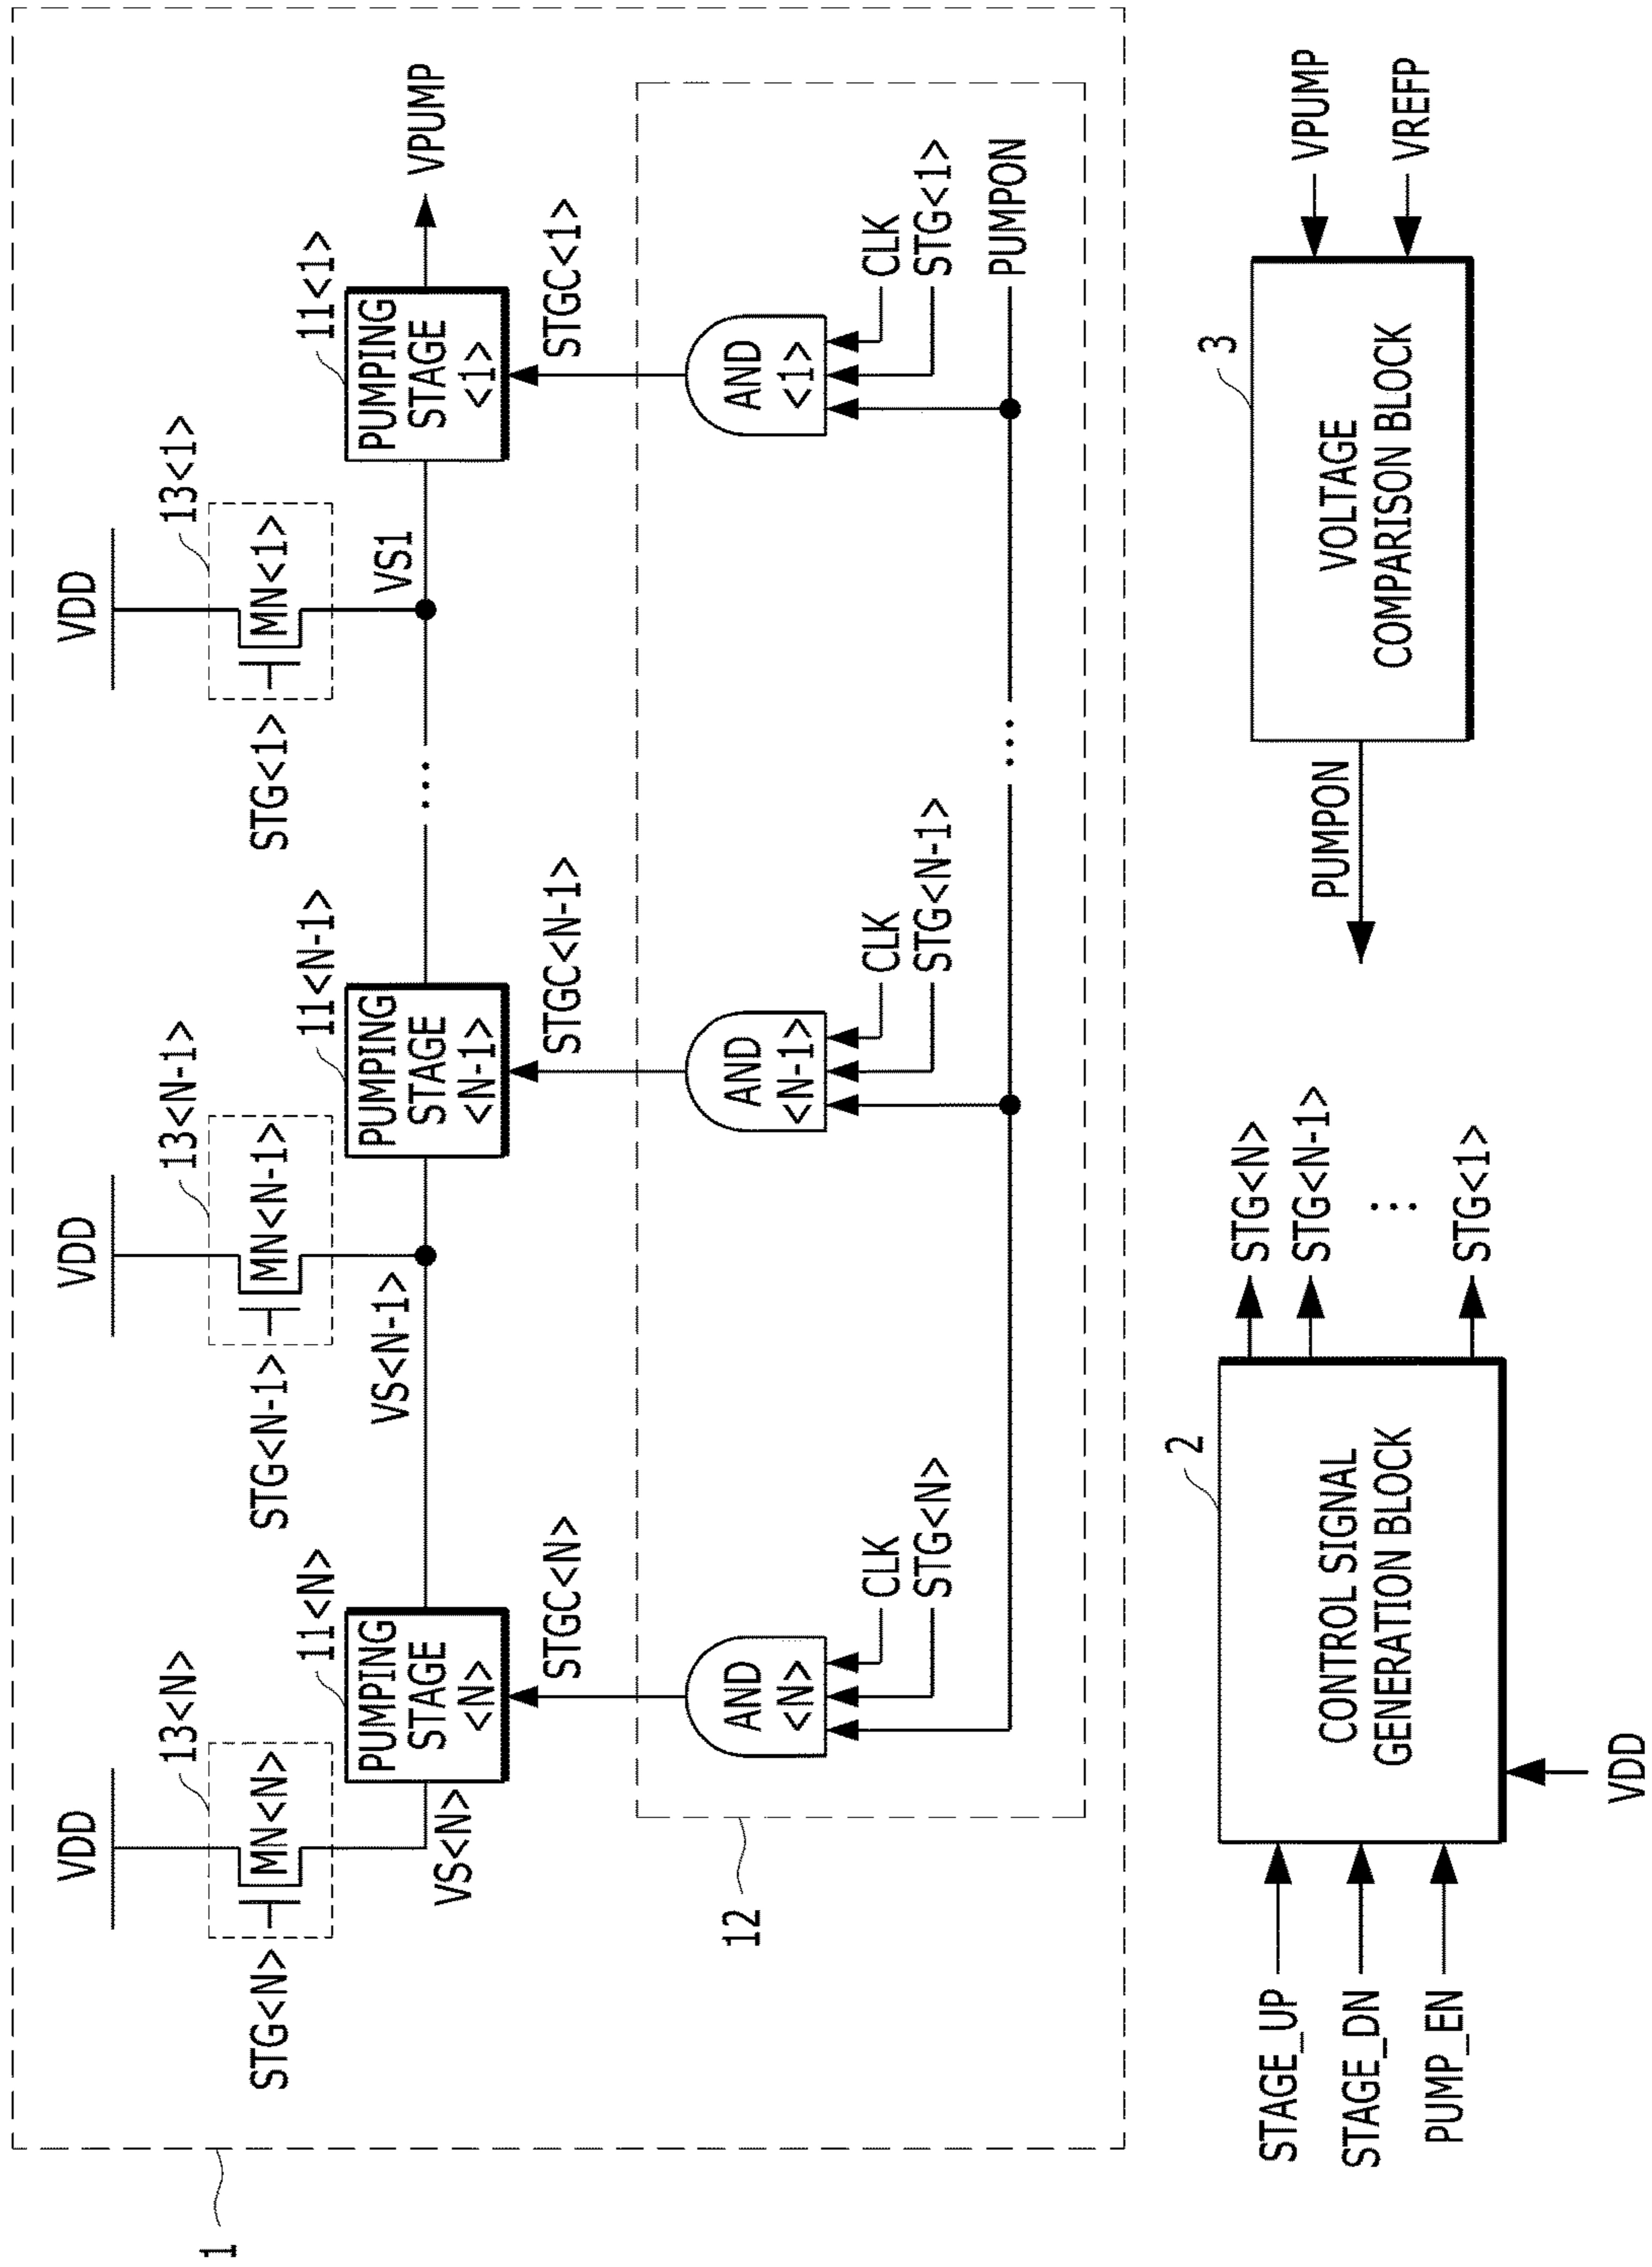 1
VDD
VDD
VDD
13<N>
13<N-1>
13<1>
MN<N>
MN<N-1>
MN<1>
STG<N>
STG<N-1>
STG<1>
11<N>
11<N-1>
11<1>
VS<N>
VS<N-1>
VS1
PUMPING
STAGE
<N>
PUMPING
STAGE
<N-1>
PUMPING
STAGE
<1>
VPUMP
STGC<N>
STGC<N-1>
STGC<1>
12
AND
<N>
AND
<N-1>
AND
<1>
CLK
STG<N>
CLK
STG<N-1>
CLK
STG<1>
PUMPON
...
...
2
STAGE_UP
STAGE_DN
PUMP_EN
CONTROL SIGNAL
GENERATION BLOCK
VDD
STG<N>
STG<N-1>
...
STG<1>
3
PUMPON
VOLTAGE
COMPARISON BLOCK
VPUMP
VREFP